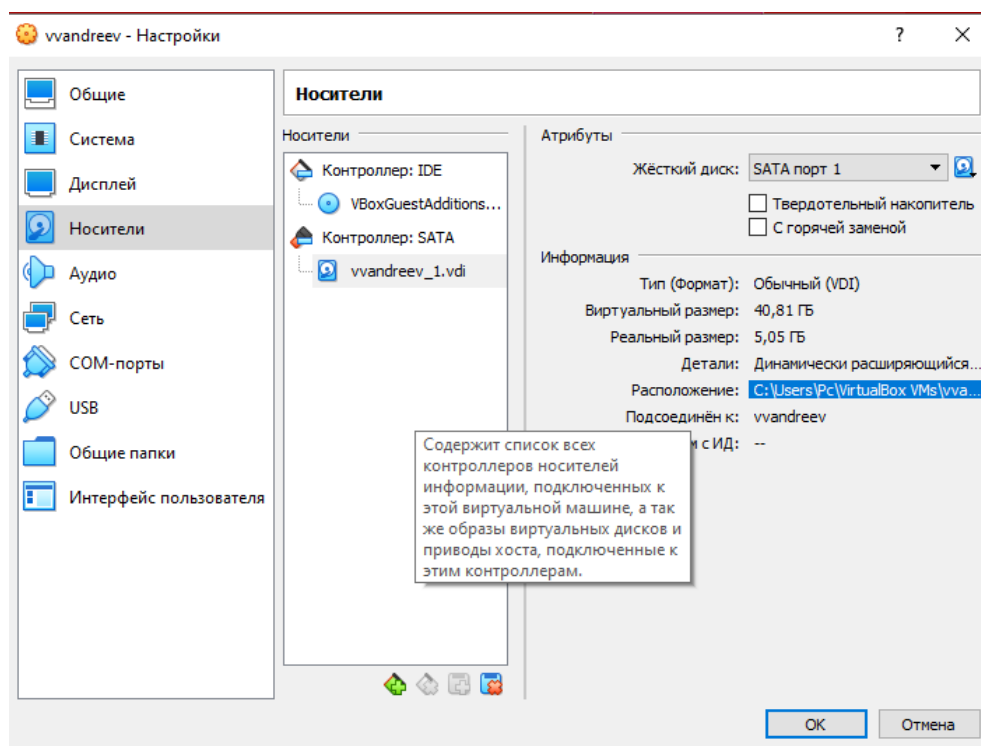 vvandreev - Настройки
?
Общие
Система
Дисплей
Носители
Аудио
Сеть
COM-порты
USB
Общие папки
Интерфейс пользователя
Носители
Носители
Контроллер: IDE
VBoxGuestAdditions...
Контроллер: SATA
vvandreev_1.vdi
Атрибуты
Жёсткий диск: SATA порт 1
Твердотельный накопитель
С горячей заменой
Информация
Тип (Формат): Обычный (VDI)
Виртуальный размер: 40,81 ГБ
Реальный размер: 5,05 ГБ
Детали: Динамически расширяющийся...
Расположение: C:\Users\Pc\VirtualBox VMs\vva...
Подсоединён к: vvandreev
с ИД: --
Содержит список всех
контроллеров носителей
информации, подключенных к
этой виртуальной машине, а так
же образы виртуальных дисков и
приводы хоста, подключенные к
этим контроллерам.
OK
Отмена